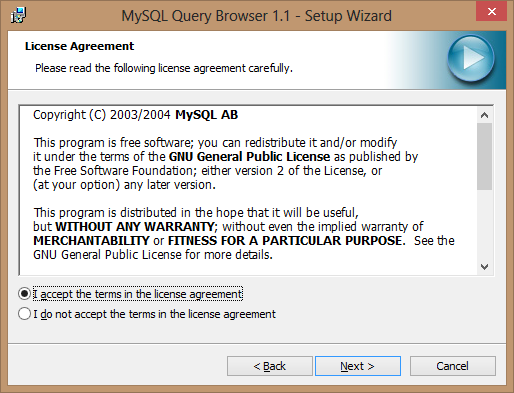 MySQL Query Browser 1.1 - Setup Wizard
License Agreement
Please read the following license agreement carefully.
Copyright (C) 2003/2004 MySQL AB
This program is free software; you can redistribute it and/or modify
it under the terms of the GNU General Public License as published by
the Free Software Foundation; either version 2 of the License, or
(at your option) any later version.
This program is distributed in the hope that it will be useful,
but WITHOUT ANY WARRANTY; without even the implied warranty of
MERCHANTABILITY or FITNESS FOR A PARTICULAR PURPOSE. See the
GNU General Public License for more details.
I accept the terms in the license agreement
I do not accept the terms in the license agreement
< Back Next > Cancel